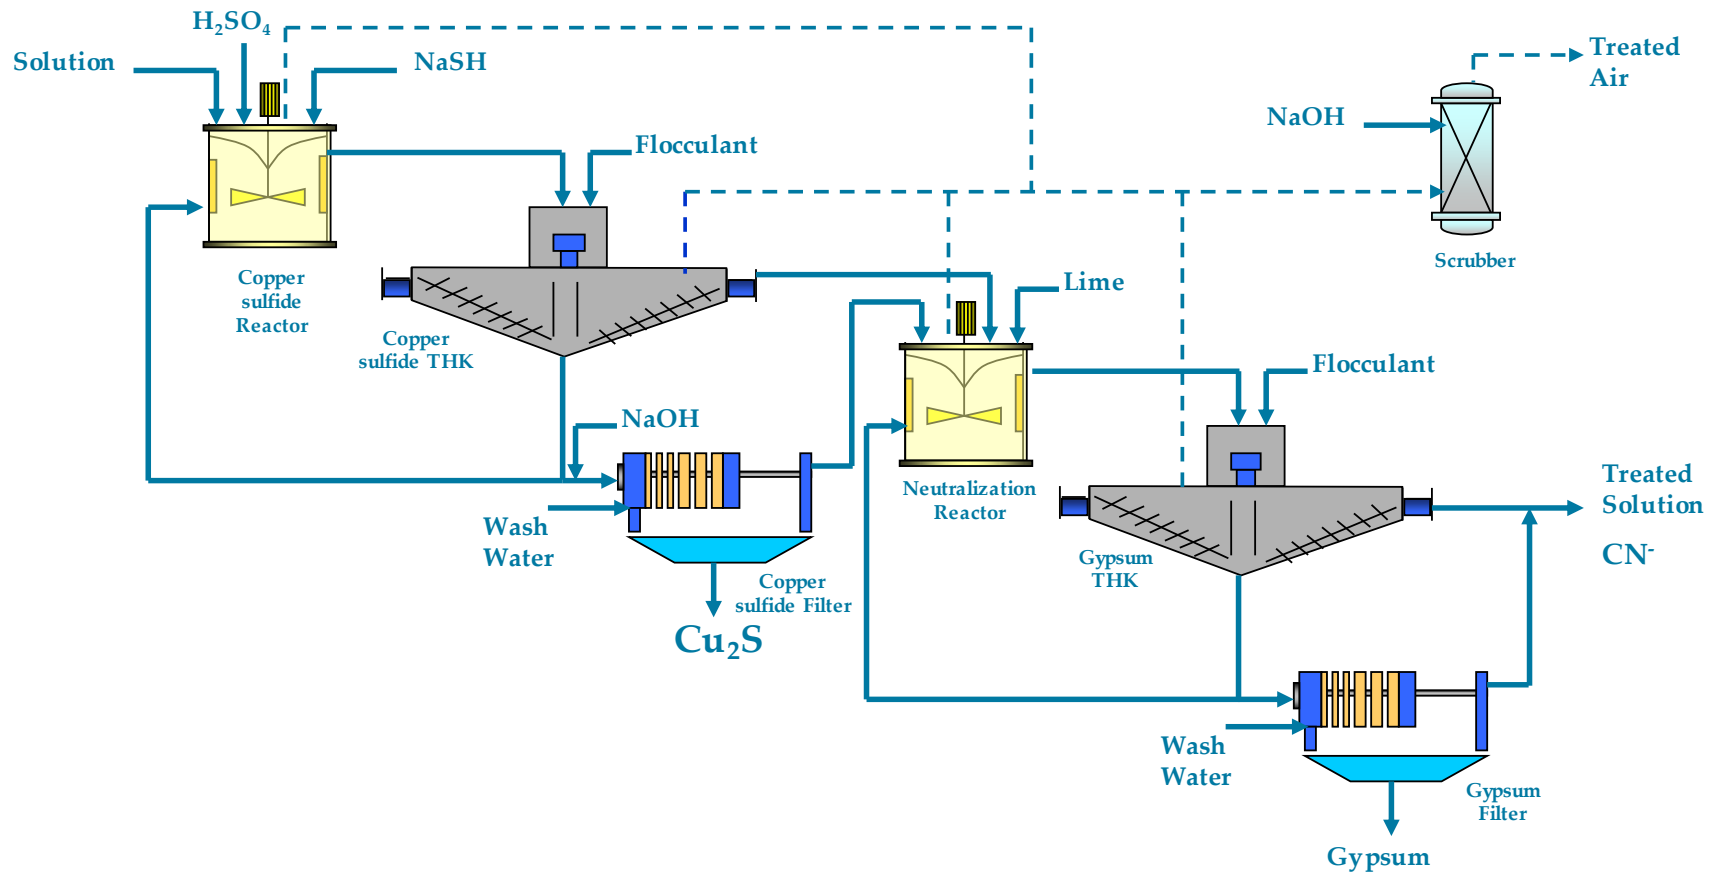 H₂SO₄
Solution
NaSH
Treated
Air
NaOH
Flocculant
Scrubber
Copper
sulfide
Reactor
Lime
Copper
sulfide THK
Flocculant
NaOH
Neutralization
Reactor
Treated
Solution
CN⁻
Wash
Water
Gypsum
THK
Copper
sulfide Filter
Cu₂S
Wash
Water
Gypsum
Filter
Gypsum